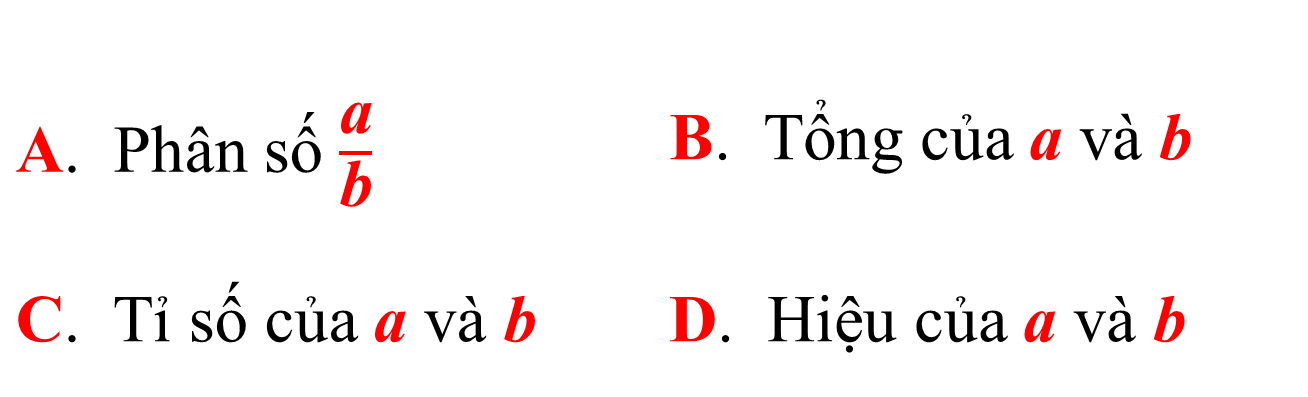 A. Phân số a/b
B. Tổng của a và b
C. Tỉ số của a và b
D. Hiệu của a và b